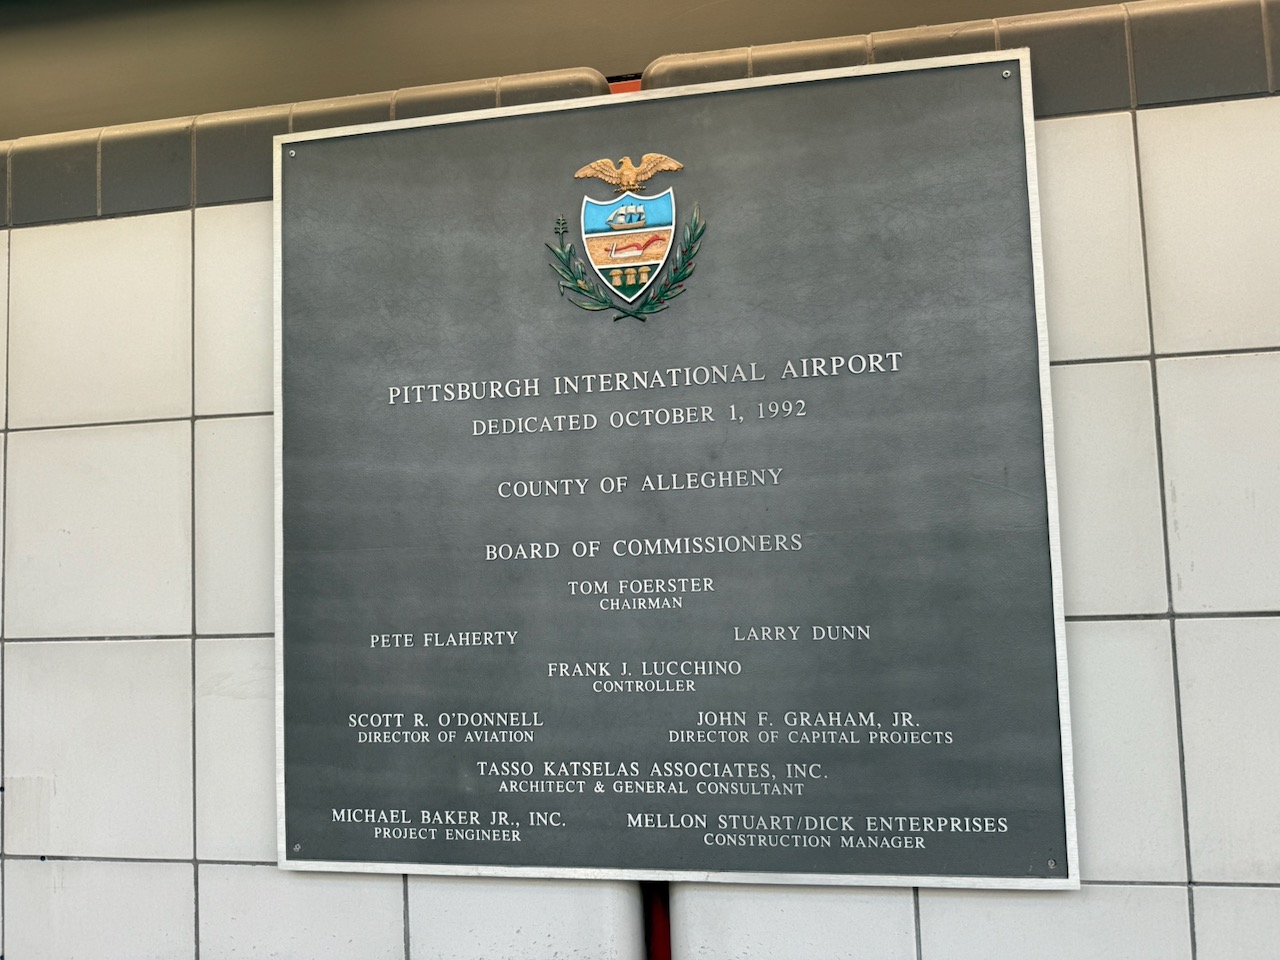 PITTSBURGH INTERNATIONAL AIRPORT
DEDICATED OCTOBER 1, 1992
COUNTY OF ALLEGHENY
BOARD OF COMMISSIONERS
TOM FOERSTER
CHAIRMAN
PETE FLAHERTY
LARRY DUNN
FRANK J. LUCCHINO
CONTROLLER
SCOTT R. O'DONNELL
DIRECTOR OF AVIATION
JOHN F. GRAHAM, JR.
DIRECTOR OF CAPITAL PROJECTS
TASSO KATSELAS ASSOCIATES, INC.
ARCHITECT & GENERAL CONSULTANT
MICHAEL BAKER JR., INC.
PROJECT ENGINEER
MELLON STUART/DICK ENTERPRISES
CONSTRUCTION MANAGER